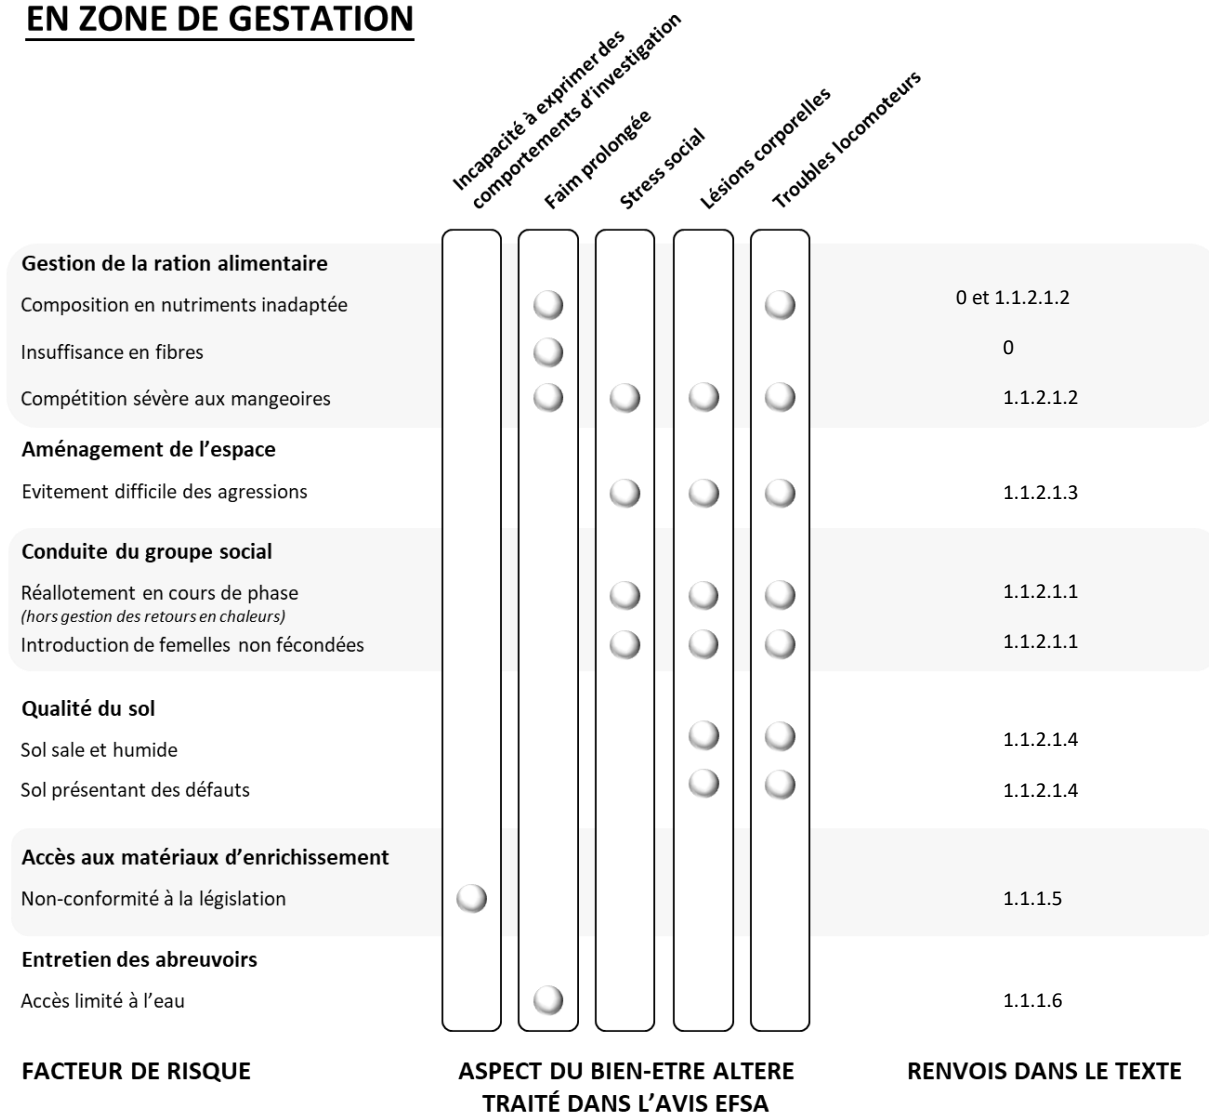 EN ZONE DE GESTATION
Incapacité à exprimer des
comportements d’investigation
Faim prolongée
Stress social
Lésions corporelles
Troubles locomoteurs
Gestion de la ration alimentaire
Composition en nutriments inadaptée 0 et 1.1.2.1.2
Insuffisance en fibres 0
Compétition sévère aux mangeoires 1.1.2.1.2
Aménagement de l’espace
Evitement difficile des agressions 1.1.2.1.3
Conduite du groupe social
Réallotement en cours de phase 1.1.2.1.1
(hors gestion des retours en chaleurs)
Introduction de femelles non fécondées 1.1.2.1.1
Qualité du sol
Sol sale et humide 1.1.2.1.4
Sol présentant des défauts 1.1.2.1.4
Accès aux matériaux d’enrichissement
Non-conformité à la législation 1.1.1.5
Entretien des abreuvoirs
Accès limité à l’eau 1.1.1.6
FACTEUR DE RISQUE ASPECT DU BIEN-ETRE ALTERE RENVOIS DANS LE TEXTE
TRAITÉ DANS L’AVIS EFSA